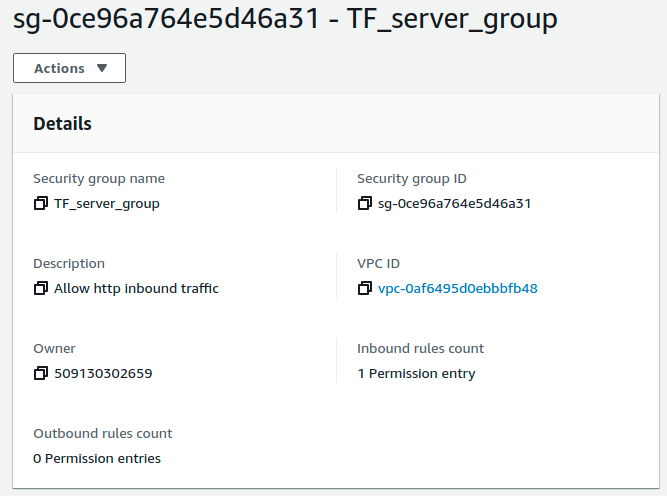 sg-0ce96a764e5d46a31 - TF_server_group
Actions
Details
Security group name
TF_server_group
Security group ID
sg-0ce96a764e5d46a31
Description
Allow http inbound traffic
VPC ID
vpc-0af6495d0ebbbfb48
Owner
509130302659
Inbound rules count
1 Permission entry
Outbound rules count
0 Permission entries